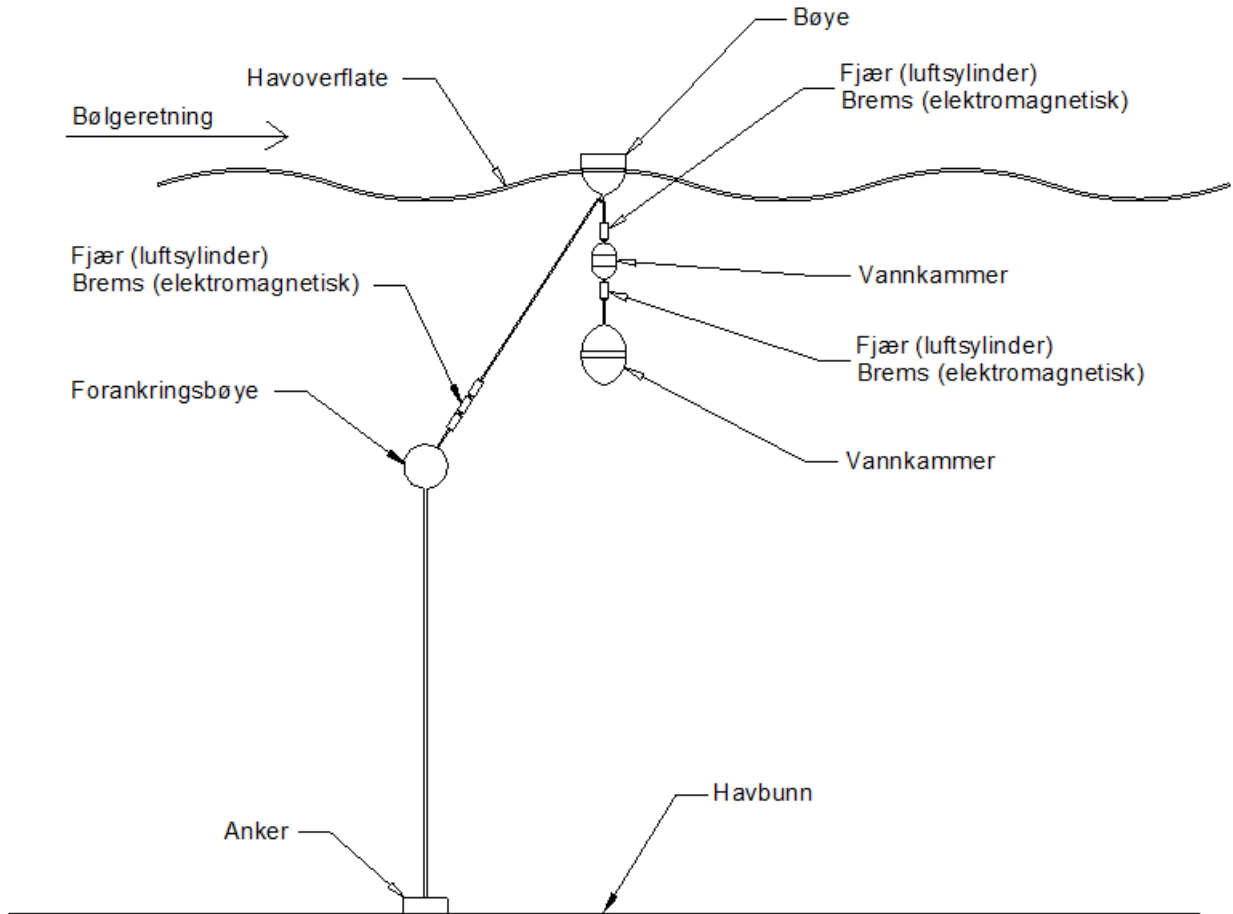 Bøye
Fjær (luftsylinder)
Brems (elektromagnetisk)
Havoverflate
Bølgeretning
Fjær (luftsylinder)
Brems (elektromagnetisk)
Vannkammer
Fjær (luftsylinder)
Brems (elektromagnetisk)
Forankringsbøye
Vannkammer
Havbunn
Anker